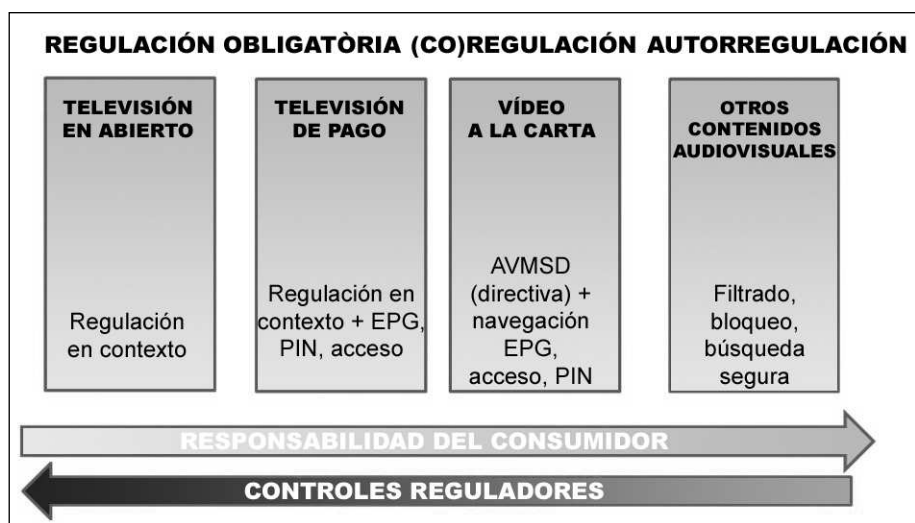 REGULACIÓN OBLIGATÒRIA (CO)REGULACIÓN AUTORREGULACIÓN
TELEVISIÓN
EN ABIERTO
Regulación
en contexto
TELEVISIÓN
DE PAGO
Regulación en
contexto + EPG,
PIN, acceso
VÍDEO
A LA CARTA
AVMSD
(directiva) +
navegación
EPG,
acceso, PIN
OTROS
CONTENIDOS
AUDIOVISUALES
Filtrado,
bloqueo,
búsqueda
segura
RESPONSABILIDAD DEL CONSUMIDOR
CONTROLES REGULADORES